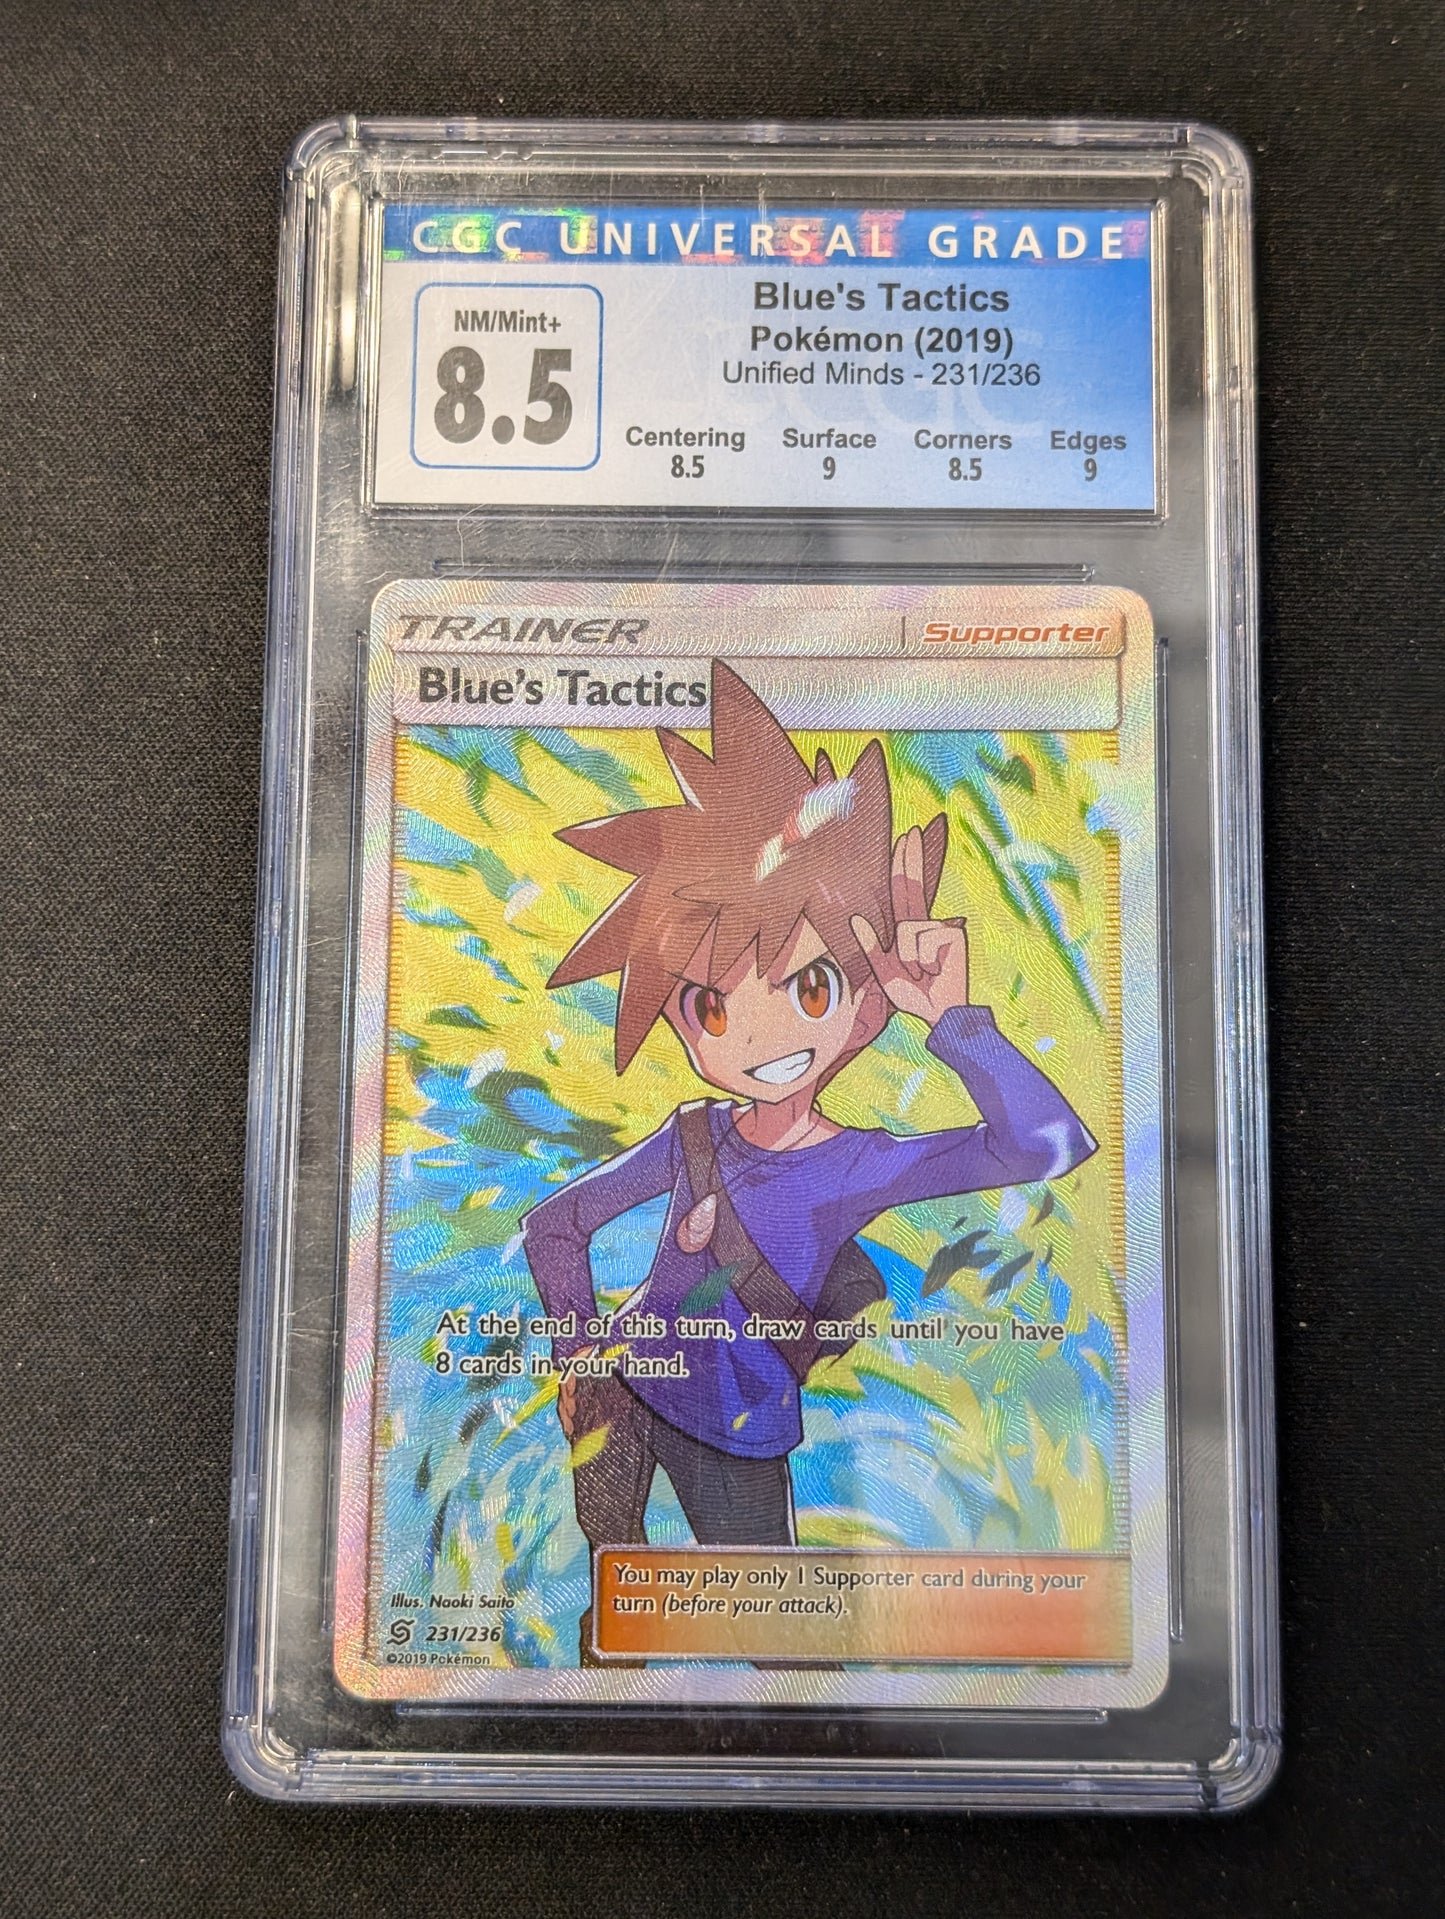 CGC UNIVERSAL GRADE
NM/Mint+
8.5
Blue's Tactics
Pokémon (2019)
Unified Minds - 231/236
Centering Surface Corners Edges
8.5 9 8.5 9
TRAINER Supporter
Blue's Tactics
At the end of this turn, draw cards until you have
8 cards in your hand.
You may play only 1 Supporter card during your
turn (before your attack).
Illus. Naoki Saito
231/236
©2019 Pokémon